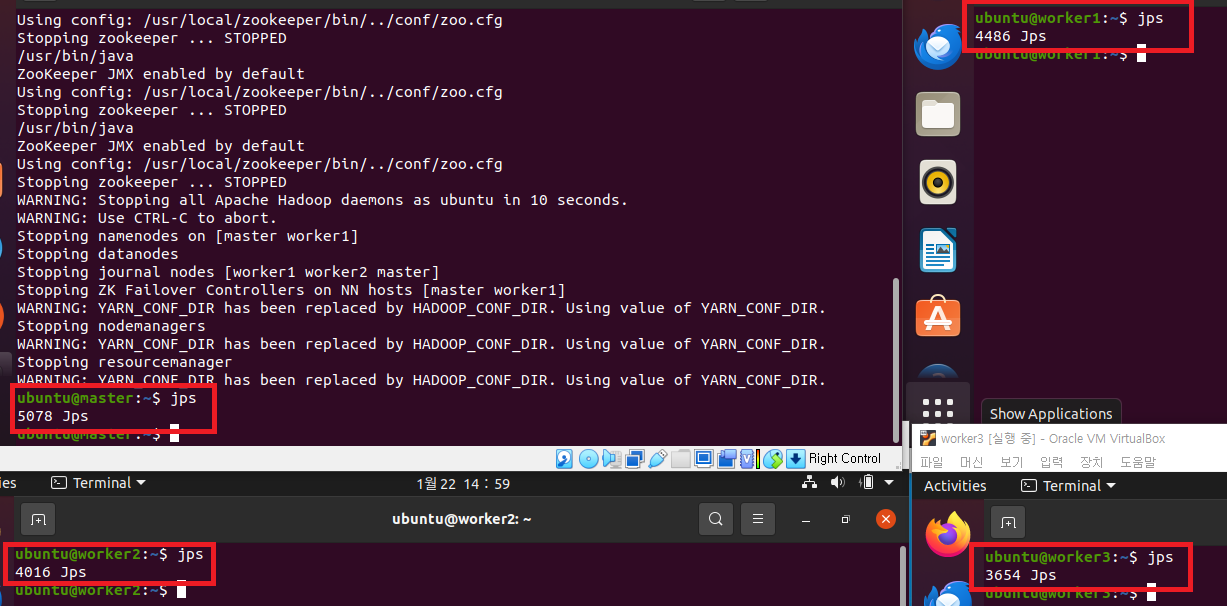 Using config: /usr/local/zookeeper/bin/../conf/zoo.cfg
Stopping zookeeper ... STOPPED
/usr/bin/java
ZooKeeper JMX enabled by default
Using config: /usr/local/zookeeper/bin/../conf/zoo.cfg
Stopping zookeeper ... STOPPED
/usr/bin/java
ZooKeeper JMX enabled by default
Using config: /usr/local/zookeeper/bin/../conf/zoo.cfg
Stopping zookeeper ... STOPPED
WARNING: Stopping all Apache Hadoop daemons as ubuntu in 10 seconds.
WARNING: Use CTRL-C to abort.
Stopping namenodes on [master worker1]
Stopping datanodes
Stopping journal nodes [worker1 worker2 master]
Stopping ZK Failover Controllers on NN hosts [master worker1]
WARNING: YARN_CONF_DIR has been replaced by HADOOP_CONF_DIR. Using value of YARN_CONF_DIR.
Stopping nodemanagers
WARNING: YARN_CONF_DIR has been replaced by HADOOP_CONF_DIR. Using value of YARN_CONF_DIR.
Stopping resourcemanager
WARNING: YARN_CONF_DIR has been replaced by HADOOP_CONF_DIR. Using value of YARN_CONF_DIR.
ubuntu@master:~$ jps
5078 Jps
ubuntu@master:~$
Right Control
ubuntu@worker1:~$ jps
4486 Jps
ubuntu@worker1:~$
Show Applications
ies Terminal 1월 22 14 : 59
ubuntu@worker2: ~
ubuntu@worker2:~$ jps
4016 Jps
ubuntu@worker2:~$
worker3 [실행 중] - Oracle VM VirtualBox
파일 머신 보기 입력 장치 도움말
Activities Terminal
ubuntu@worker3:~$ jps
3654 Jps
ubuntu@worker3:~$